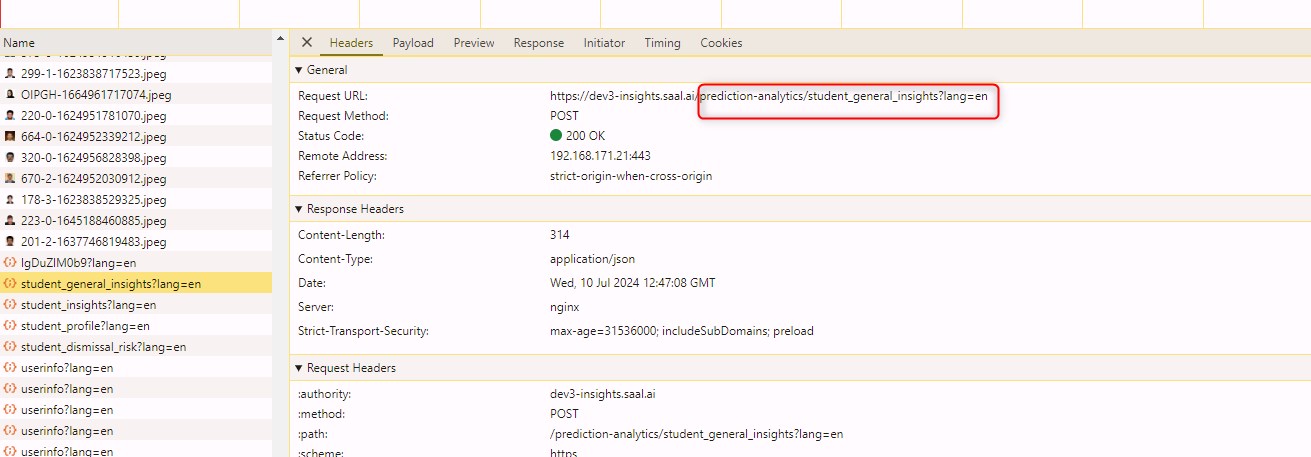 Name
299-1-1623838717523.jpeg
OIPGH-1664961717074.jpeg
220-0-1624951781070.jpeg
664-0-1624952339212.jpeg
320-0-1624956828398.jpeg
670-2-1624952030912.jpeg
178-3-1623838529325.jpeg
223-0-1645188460885.jpeg
201-2-1637746819483.jpeg
student_general_insights?lang=en
student_insights?lang=en
student_profile?lang=en
student_dismissal_risk?lang=en
userinfo?lang=en
userinfo?lang=en
userinfo?lang=en
userinfo?lang=en
userinfo?lang=en
Headers Payload Preview Response Initiator Timing Cookies
General
Request URL: https://dev3-insights.saal.ai/prediction-analytics/student_general_insights?lang=en
Request Method: POST
Status Code: 200 OK
Remote Address: 192.168.171.21:443
Referrer Policy: strict-origin-when-cross-origin
Response Headers
Content-Length: 314
Content-Type: application/json
Date: Wed, 10 Jul 2024 12:47:08 GMT
Server: nginx
Strict-Transport-Security: max-age=31536000; includeSubDomains; preload
Request Headers
:authority: dev3-insights.saal.ai
:method: POST
:path: /prediction-analytics/student_general_insights?lang=en
:scheme: https